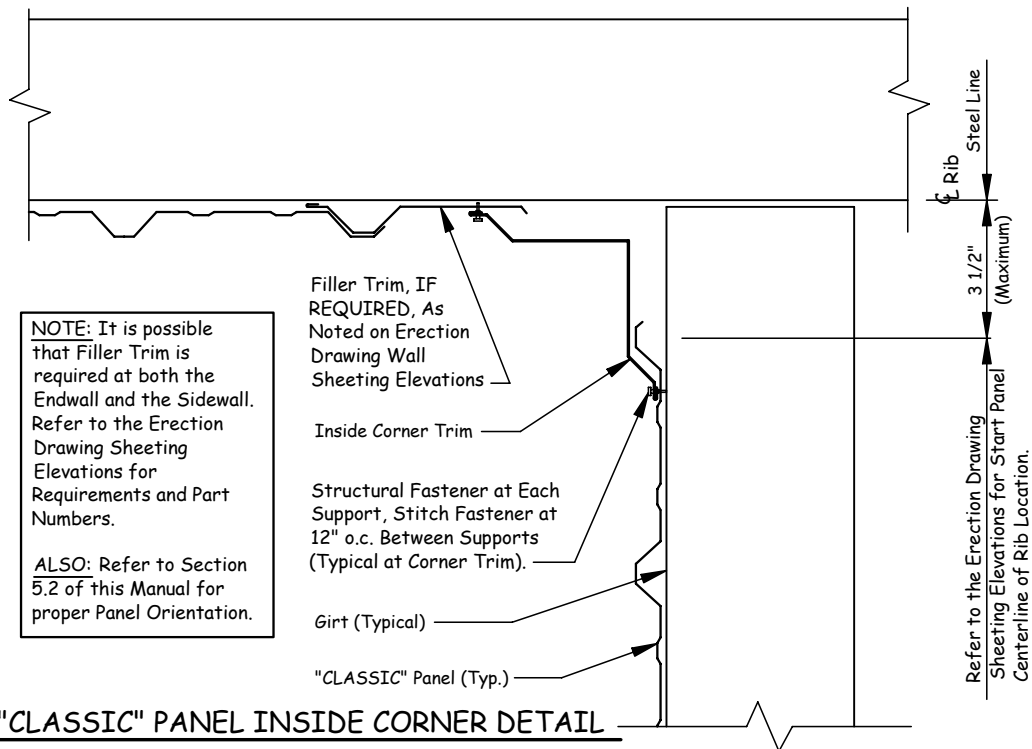 Steel Line
℄ Rib
3 1/2"
(Maximum)
Filler Trim, IF
REQUIRED, As
Noted on Erection
Drawing Wall
Sheeting Elevations
NOTE: It is possible
that Filler Trim is
required at both the
Endwall and the Sidewall.
Refer to the Erection
Drawing Sheeting
Elevations for
Requirements and Part
Numbers.
ALSO: Refer to Section
5.2 of this Manual for
proper Panel Orientation.
Inside Corner Trim
Structural Fastener at Each
Support, Stitch Fastener at
12" o.c. Between Supports
(Typical at Corner Trim).
Girt (Typical)
"CLASSIC" Panel (Typ.)
Refer to the Erection Drawing
Sheeting Elevations for Start Panel
Centerline of Rib Location.
"CLASSIC" PANEL INSIDE CORNER DETAIL